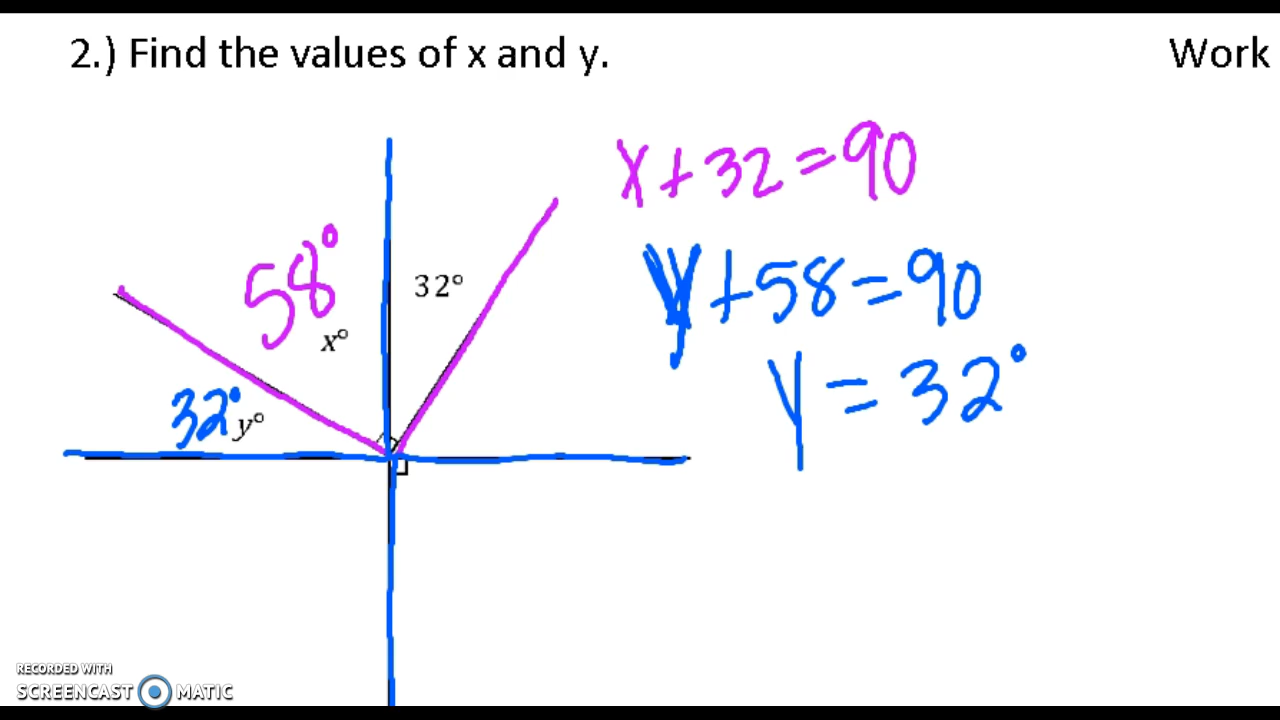 2.) Find the values of x and y.
Work
x + 32 = 90
58°
32°
y + 58 = 90
x°
y = 32°
32°
y°
RECORDED WITH
SCREENCAST MATIC